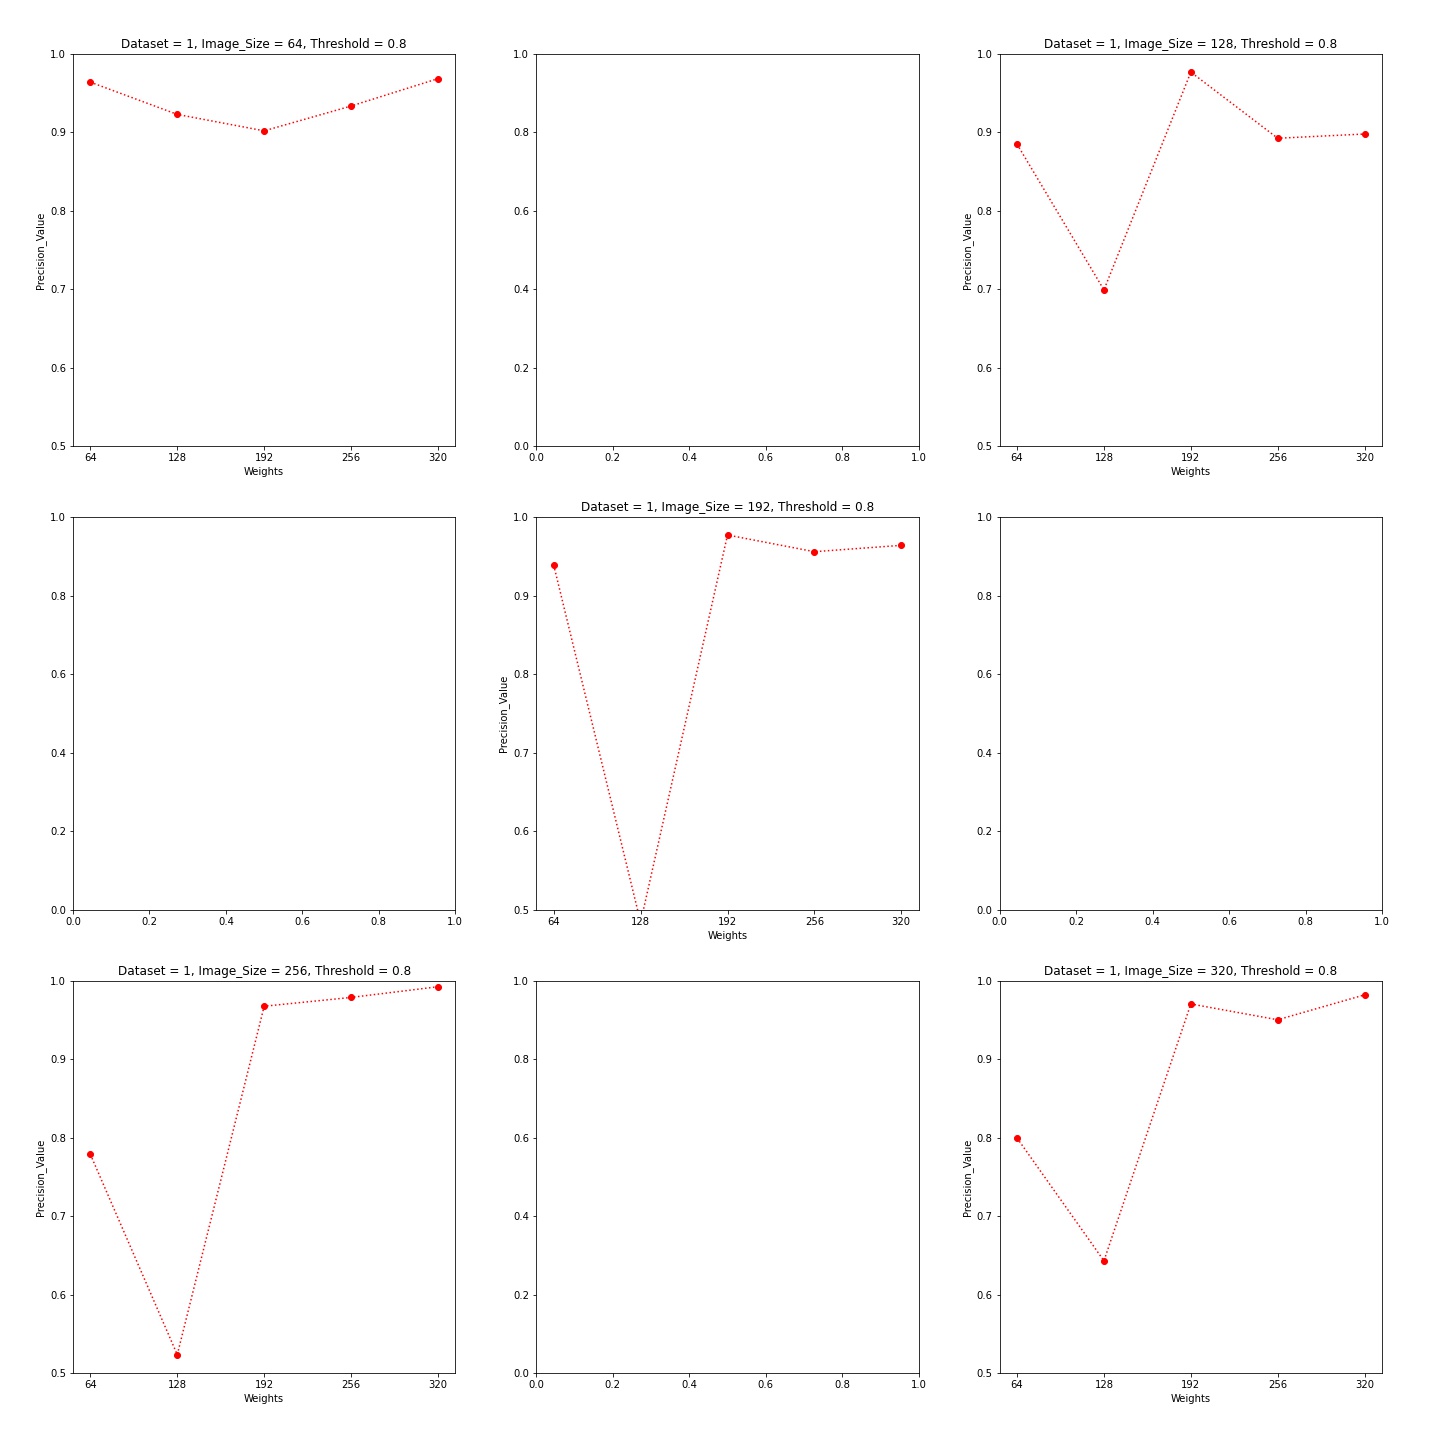 Dataset = 1, Image_Size = 64, Threshold = 0.8
1.0
0.9
0.8
0.7
0.6
0.5
Precision_Value
64 128 192 256 320
Weights
1.0
0.8
0.6
0.4
0.2
0.0
0.0 0.2 0.4 0.6 0.8 1.0
Dataset = 1, Image_Size = 128, Threshold = 0.8
1.0
0.9
0.8
0.7
0.6
0.5
Precision_Value
64 128 192 256 320
Weights
1.0
0.8
0.6
0.4
0.2
0.0
0.0 0.2 0.4 0.6 0.8 1.0
Dataset = 1, Image_Size = 192, Threshold = 0.8
1.0
0.9
0.8
0.7
0.6
0.5
Precision_Value
64 128 192 256 320
Weights
1.0
0.8
0.6
0.4
0.2
0.0
0.0 0.2 0.4 0.6 0.8 1.0
Dataset = 1, Image_Size = 256, Threshold = 0.8
1.0
0.9
0.8
0.7
0.6
0.5
Precision_Value
64 128 192 256 320
Weights
1.0
0.8
0.6
0.4
0.2
0.0
0.0 0.2 0.4 0.6 0.8 1.0
Dataset = 1, Image_Size = 320, Threshold = 0.8
1.0
0.9
0.8
0.7
0.6
0.5
Precision_Value
64 128 192 256 320
Weights